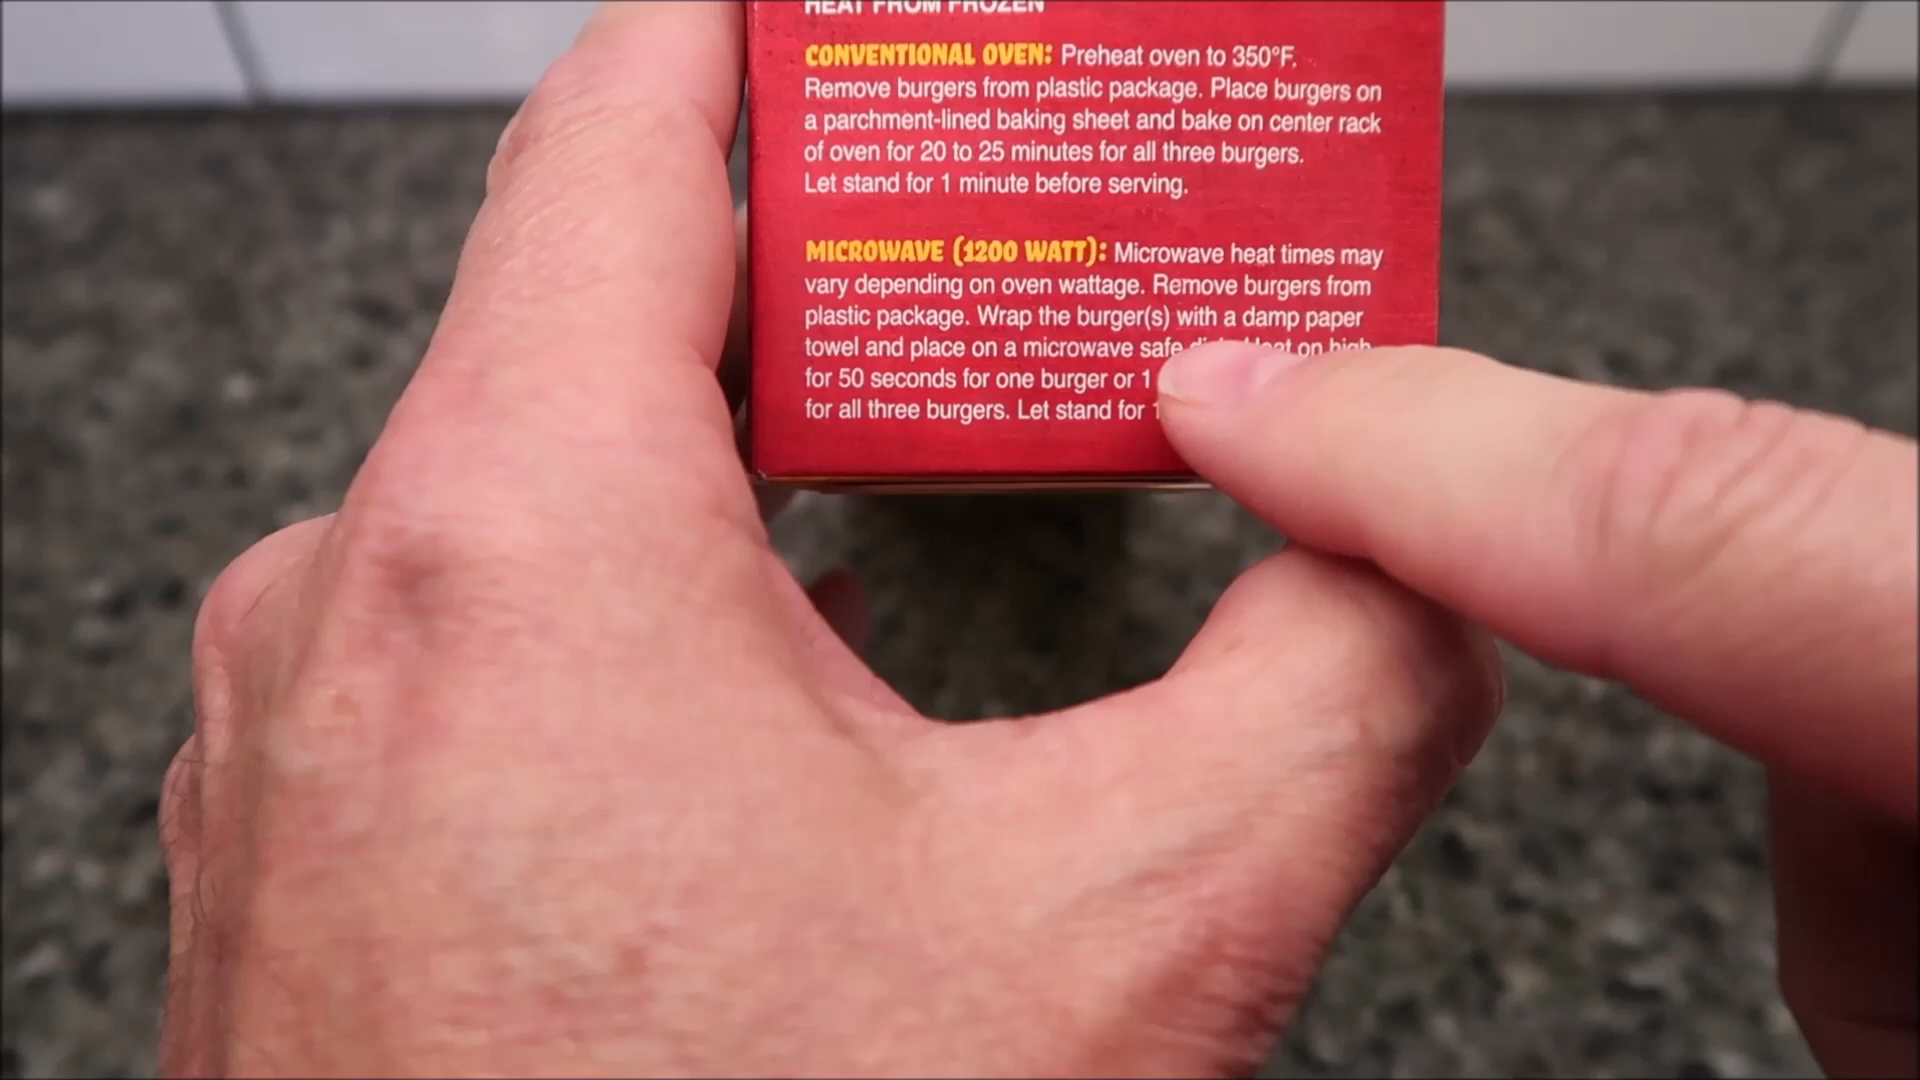 HEAT FROM FROZEN
CONVENTIONAL OVEN: Preheat oven to 350°F.
Remove burgers from plastic package. Place burgers on
a parchment-lined baking sheet and bake on center rack
of oven for 20 to 25 minutes for all three burgers.
Let stand for 1 minute before serving.
MICROWAVE (1200 WATT): Microwave heat times may
vary depending on oven wattage. Remove burgers from
plastic package. Wrap the burger(s) with a damp paper
towel and place on a microwave safe on high
for 50 seconds for one burger or 1
for all three burgers. Let stand for